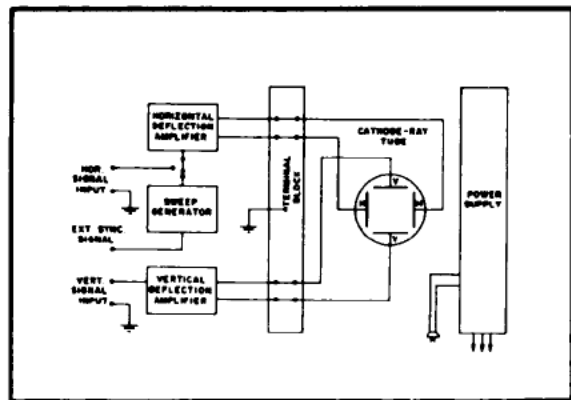 HORIZONTAL
DEFLECTION
AMPLIFIER
HOR.
SIGNAL
INPUT
SWEEP
GENERATOR
EXT SYNC
SIGNAL
VERT.
SIGNAL
INPUT
VERTICAL
DEFLECTION
AMPLIFIER
TERMINAL
BLOCK
CATHODE-RAY
TUBE
Y
X
X
Y
POWER
SUPPLY